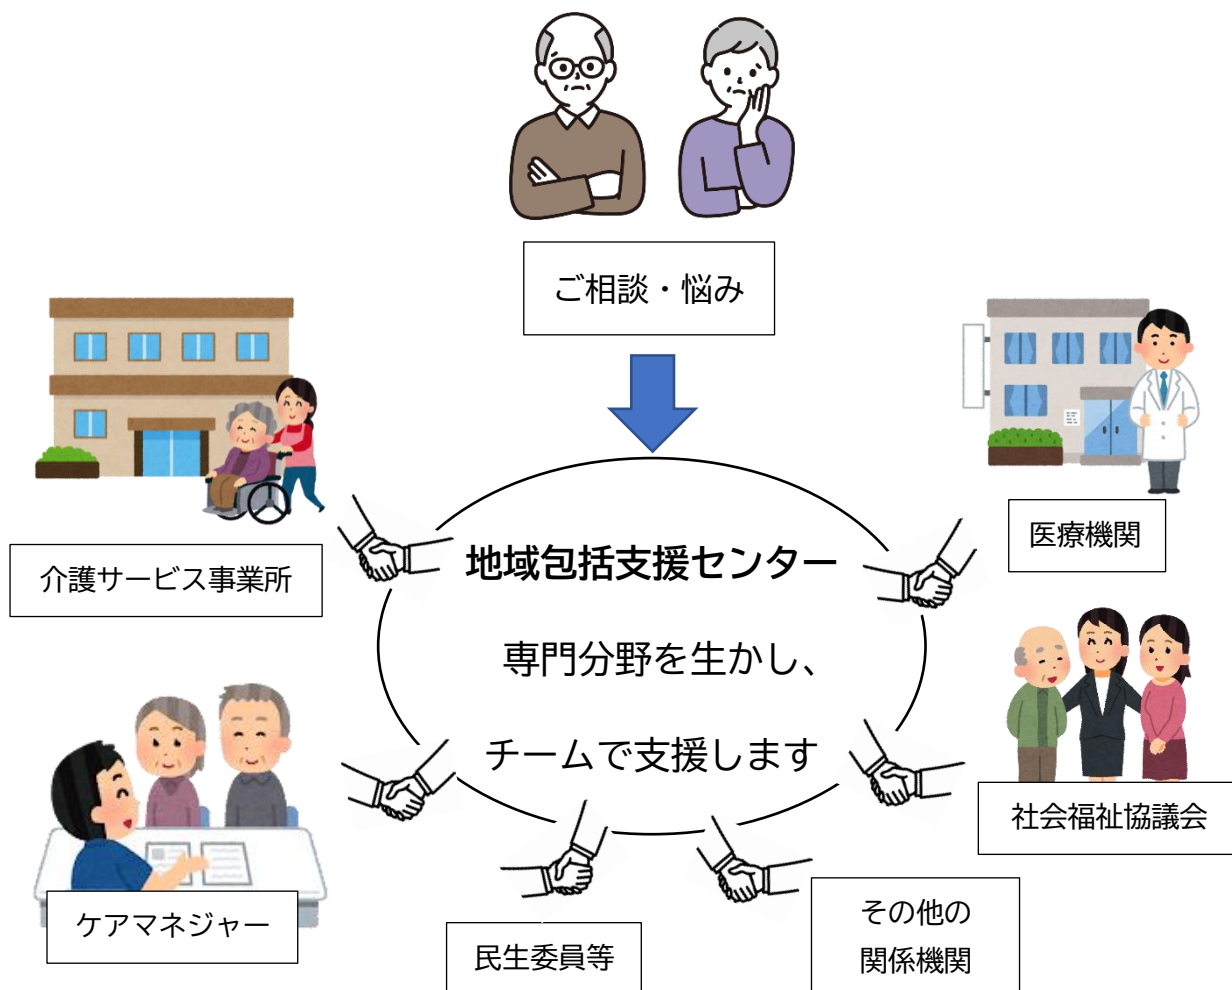 ご相談・悩み
医療機関
介護サービス事業所
地域包括支援センター
専門分野を生かし、
チームで支援します
社会福祉協議会
ケアマネジャー
民生委員等
その他の
関係機関